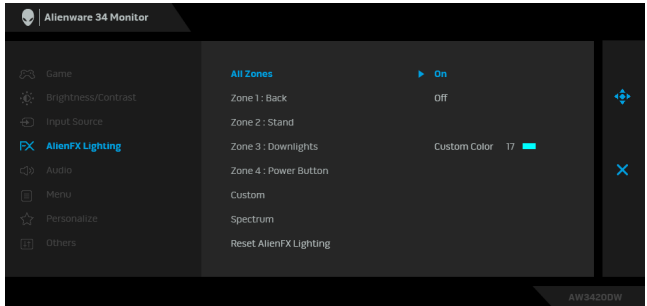 Alienware 34 Monitor
Game
Brightness/Contrast
Input Source
AlienFX Lighting
Audio
Menu
Personalize
Others
All Zones
On
Zone 1 : Back
Off
Zone 2 : Stand
Zone 3 : Downlights
Custom Color 17
Zone 4 : Power Button
Custom
Spectrum
Reset AlienFX Lighting
AW3420DW